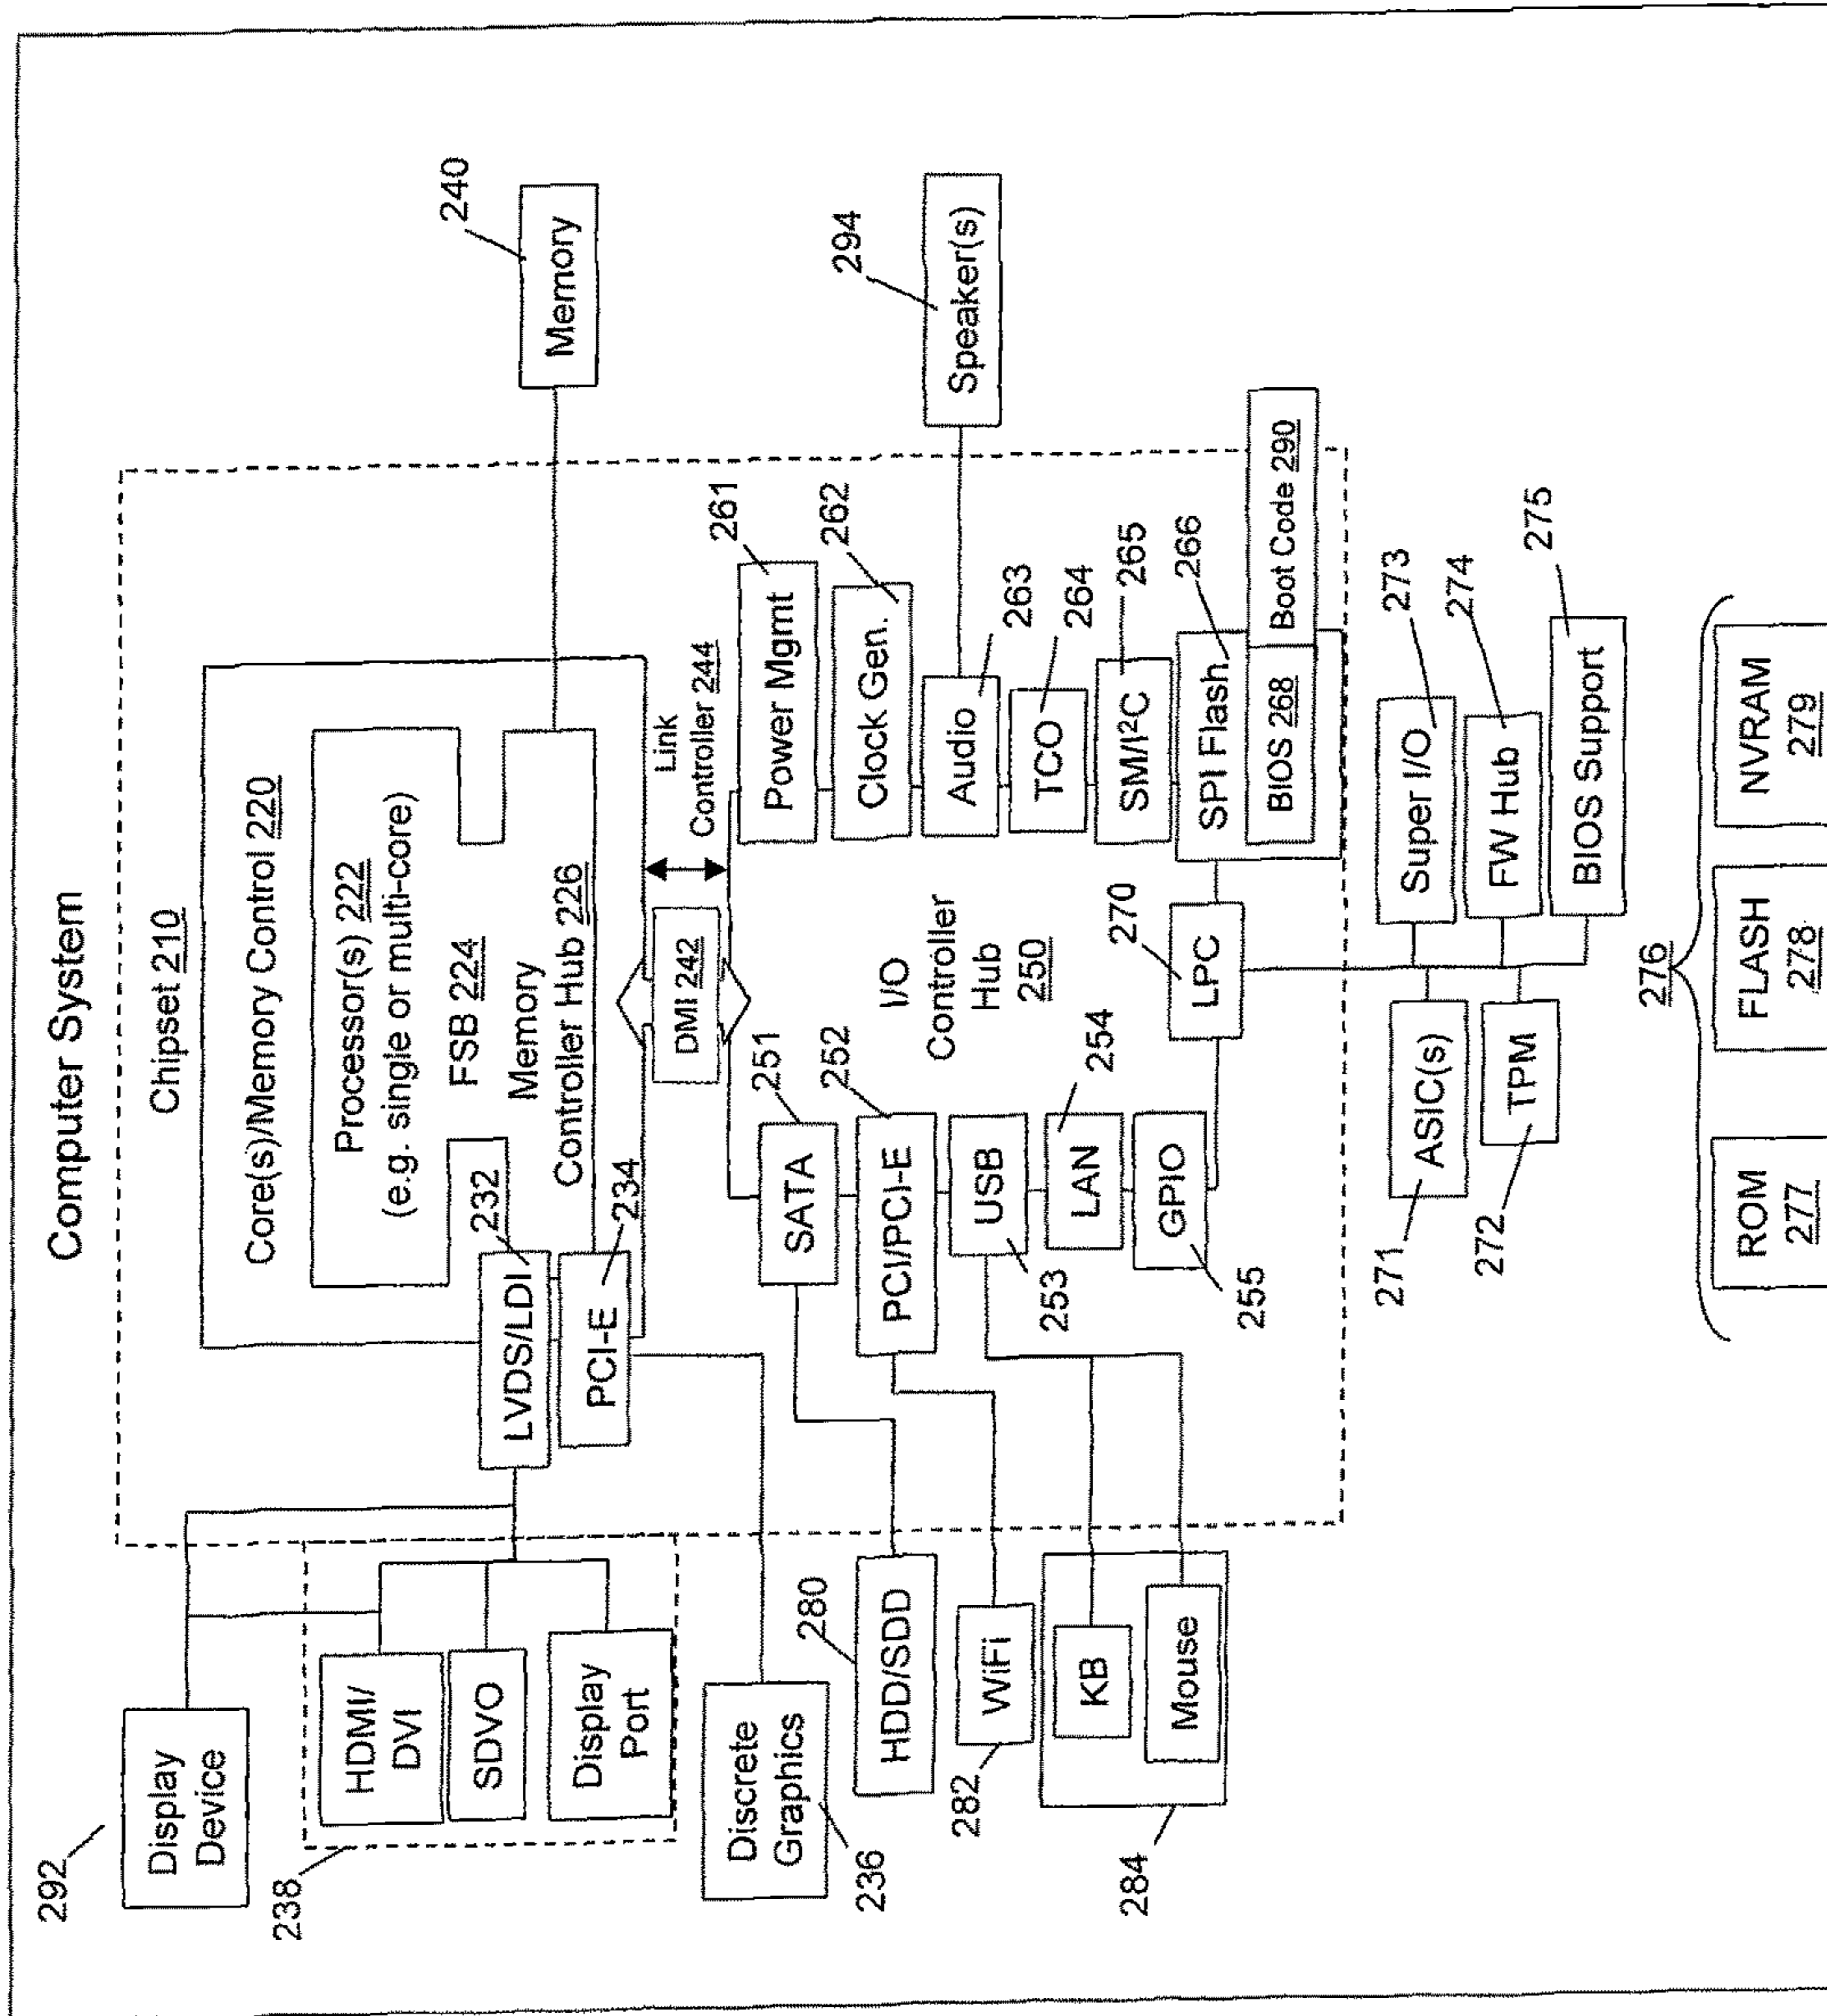 Computer System
292
Display
Device
238
HDMI/
DVI
SDVO
Display
Port
Discrete
Graphics
236
Chipset 210
Core(s)/Memory Control 220
Processor(s) 222
(e.g. single or multi-core)
FSB 224
Memory
Controller Hub 226
LVDS/LDI
232
PCI-E
234
Memory
240
DMI 242
Link
Controller 244
I/O
Controller
Hub
250
SATA
251
PCI/PCI-E
252
USB
253
LAN
254
GPIO
255
Power Mgmt
261
Clock Gen.
262
Audio
263
TCO
264
SM/I²C
265
SPI Flash
266
BIOS 268
Boot Code 290
Speaker(s)
294
LPC
270
280
HDD/SDD
WiFi
282
KB
Mouse
284
ASIC(s)
271
TPM
272
Super I/O
273
FW Hub
274
BIOS Support
275
276
ROM
277
FLASH
278
NVRAM
279